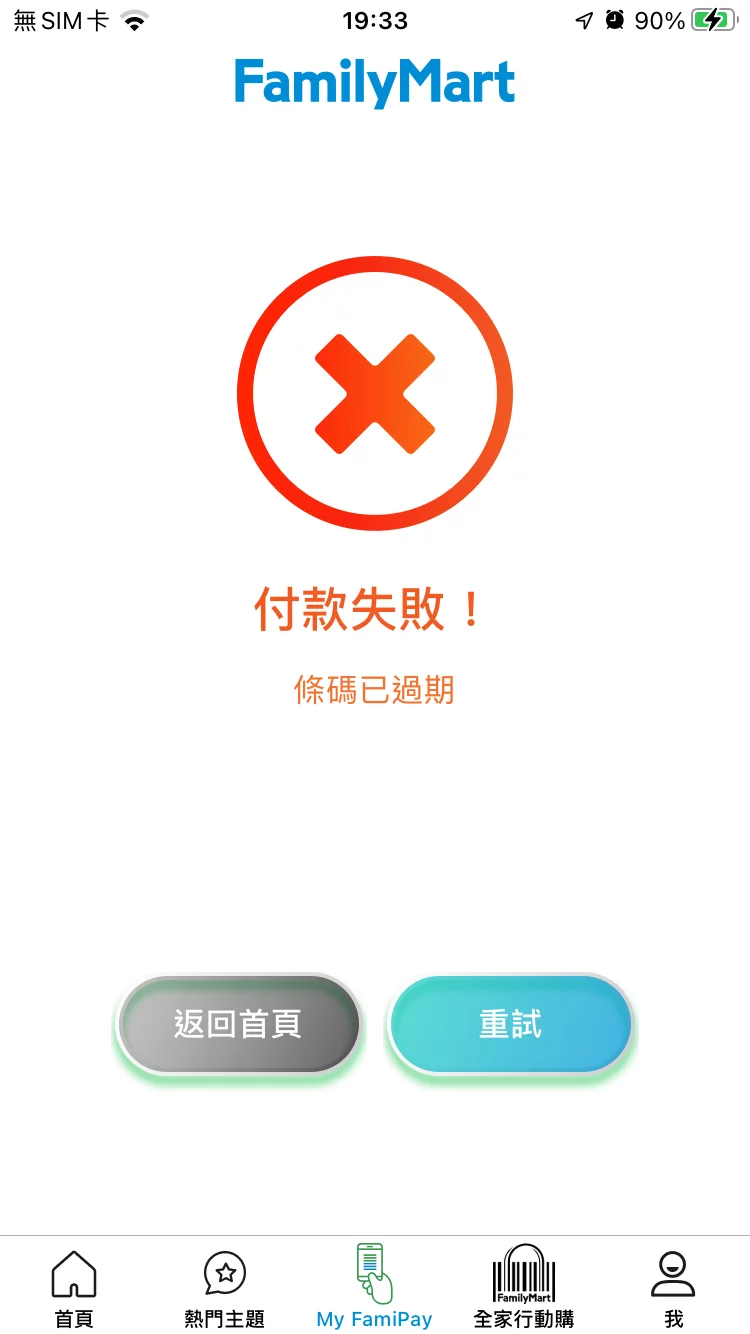 無 SIM 卡
19:33
90%
FamilyMart
付款失敗！
條碼已過期
返回首頁
重試
FamilyMart
首頁
熱門主題
My FamiPay
全家行動購
我